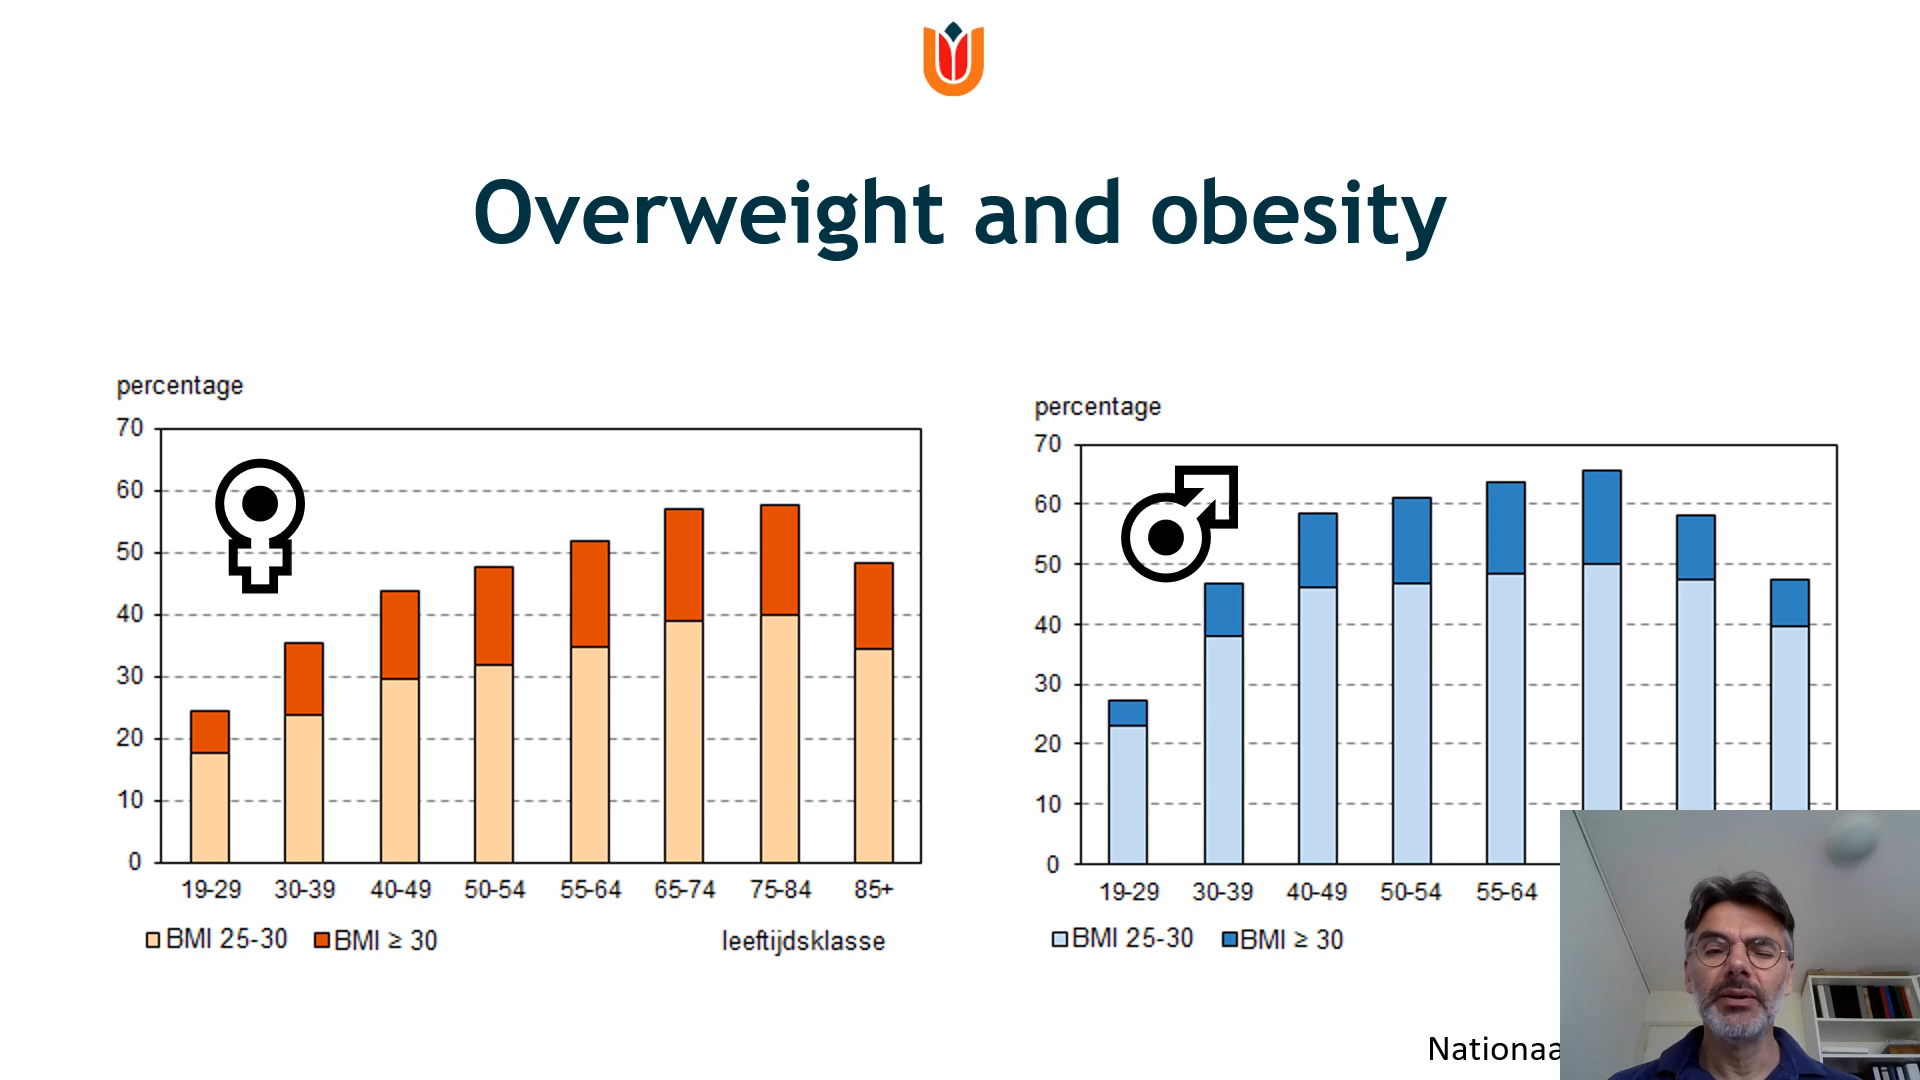 Overweight and obesity
percentage
70
60
50
40
30
20
10
0
19-29 30-39 40-49 50-54 55-64 65-74 75-84 85+
BMI 25-30 BMI ≥ 30 leeftijdsklasse
percentage
70
60
50
40
30
20
10
0
19-29 30-39 40-49 50-54 55-64
BMI 25-30 BMI ≥ 30